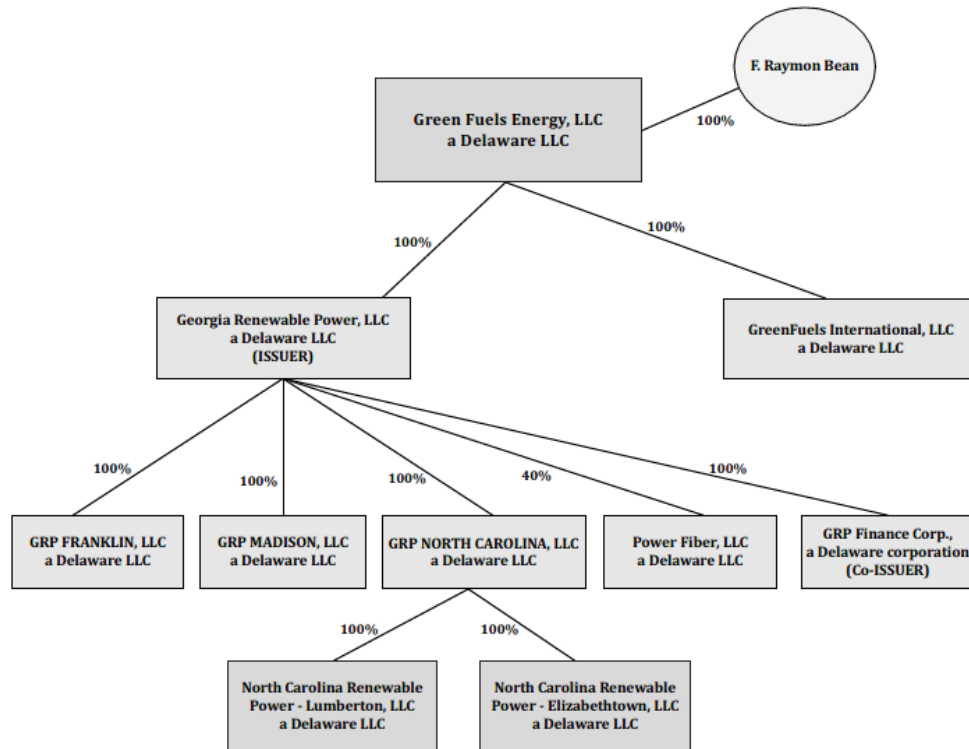 F. Raymon Bean
Green Fuels Energy, LLC
a Delaware LLC
100%
100%
100%
Georgia Renewable Power, LLC
a Delaware LLC
(ISSUER)
GreenFuels International, LLC
a Delaware LLC
100%
100%
100%
40%
100%
GRP FRANKLIN, LLC
a Delaware LLC
GRP MADISON, LLC
a Delaware LLC
GRP NORTH CAROLINA, LLC
a Delaware LLC
Power Fiber, LLC
a Delaware LLC
GRP Finance Corp.,
a Delaware corporation
(Co-ISSUER)
100%
100%
North Carolina Renewable
Power - Lumberton, LLC
a Delaware LLC
North Carolina Renewable
Power - Elizabethtown, LLC
a Delaware LLC